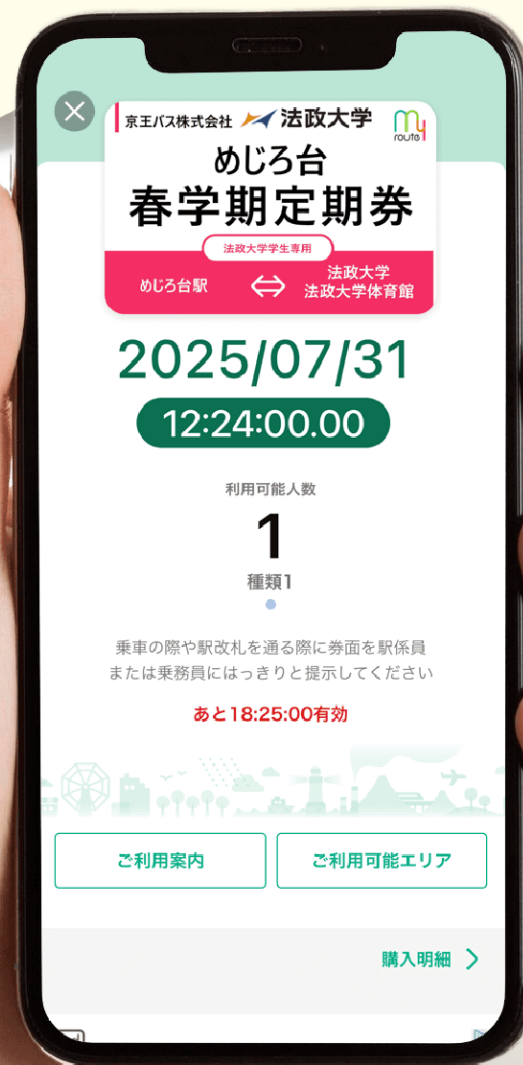 京王バス株式会社 法政大学 my route
めじろ台
春学期定期券
法政大学学生専用
めじろ台駅 ⇔ 法政大学
法政大学体育館
2025/07/31
12:24:00.00
利用可能人数
1
種類1
乗車の際や駅改札を通る際に券面を駅係員
または乗務員にはっきりと提示してください
あと18:25:00有効
ご利用案内 ご利用可能エリア
購入明細